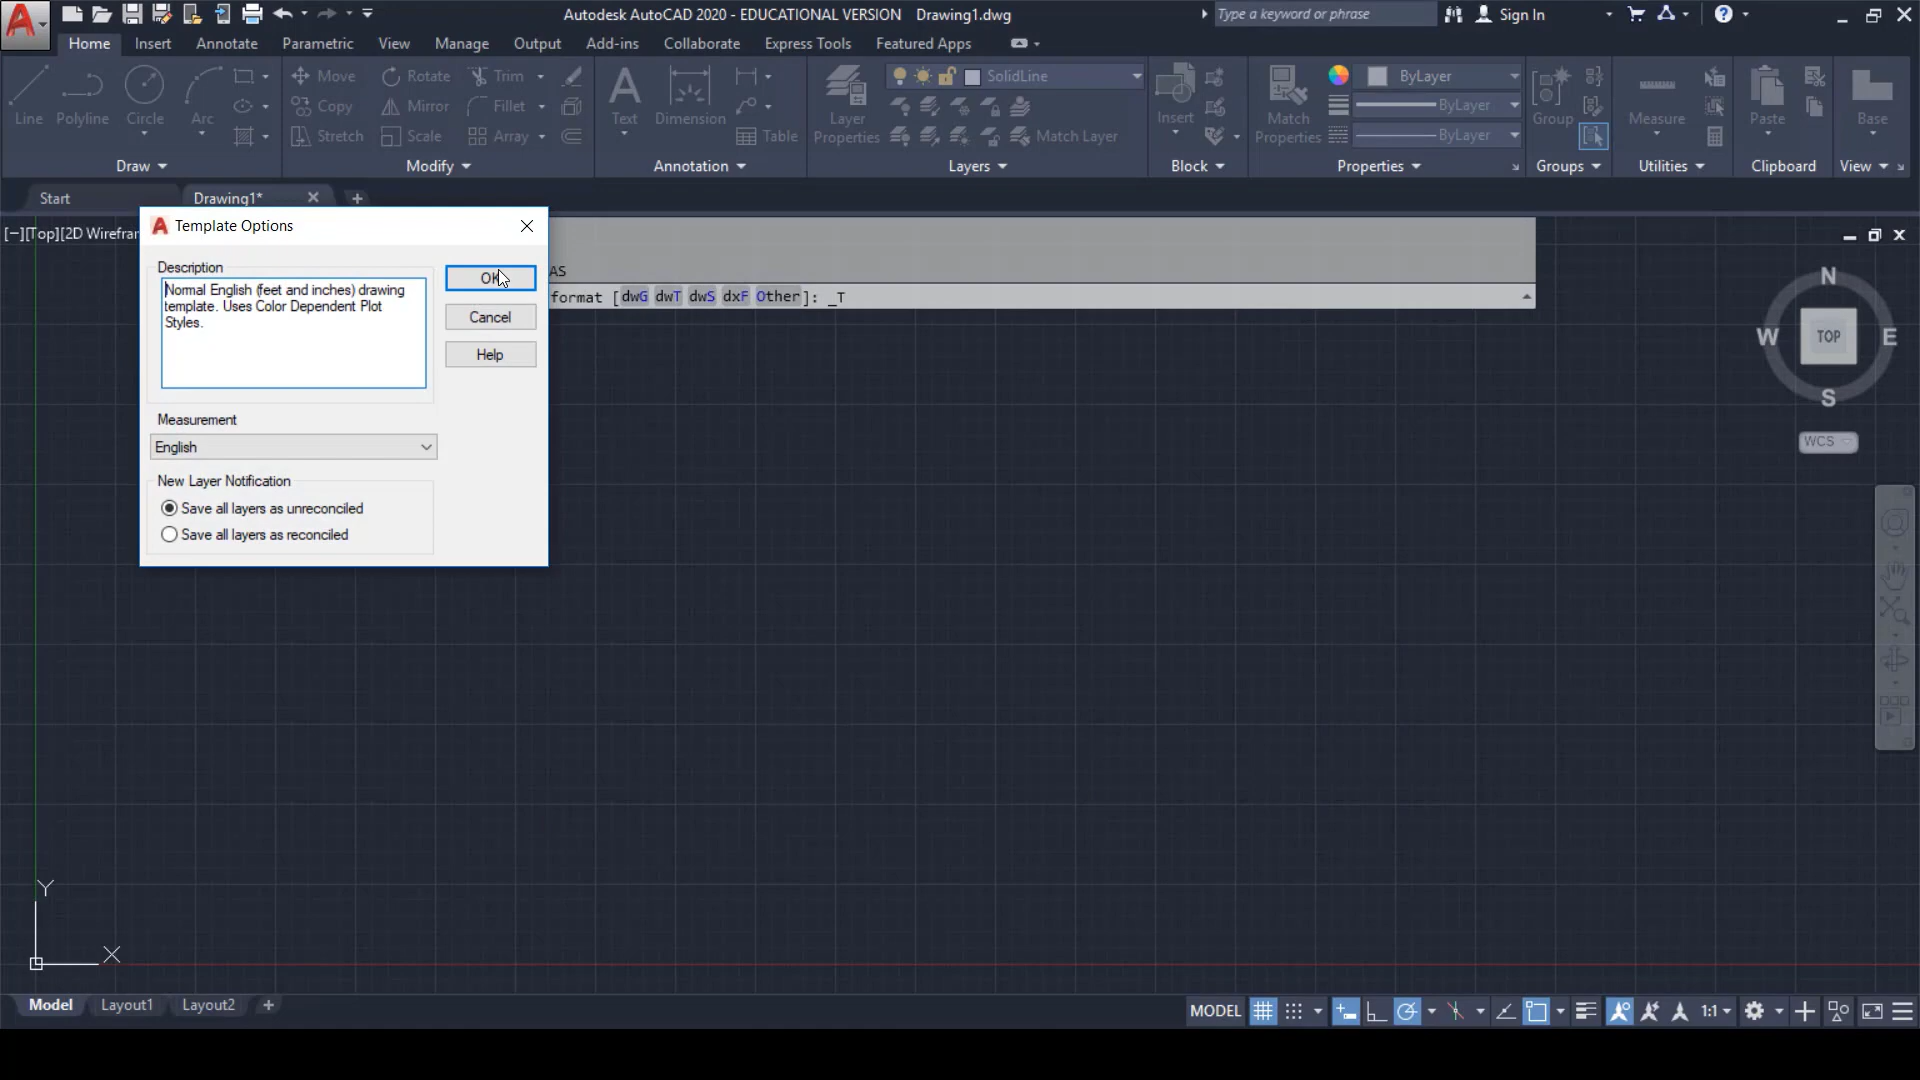 Autodesk AutoCAD 2020 - EDUCATIONAL VERSION Drawing1.dwg
Type a keyword or phrase
Sign In
Home Insert Annotate Parametric View Manage Output Add-ins Collaborate Express Tools Featured Apps
Line Polyline Circle Arc
Move Rotate Trim
Copy Mirror Fillet
Stretch Scale Array
Text Dimension Table
Layer Properties
SolidLine
Match Layer
Insert
Match Properties
ByLayer
ByLayer
ByLayer
Group
Measure
Paste
Base
Draw Modify Annotation Layers Block Properties Groups Utilities Clipboard View
Start Drawing1*
[−][Top][2D Wirefra
Template Options
Description
Normal English (feet and inches) drawing
template. Uses Color Dependent Plot
Styles.
OK
Cancel
Help
Measurement
English
New Layer Notification
Save all layers as unreconciled
Save all layers as reconciled
AS
format [dwG dwT dwS dxF Other]: _T
N
W TOP E
S
WCS
Y
X
Model Layout1 Layout2
MODEL 1:1